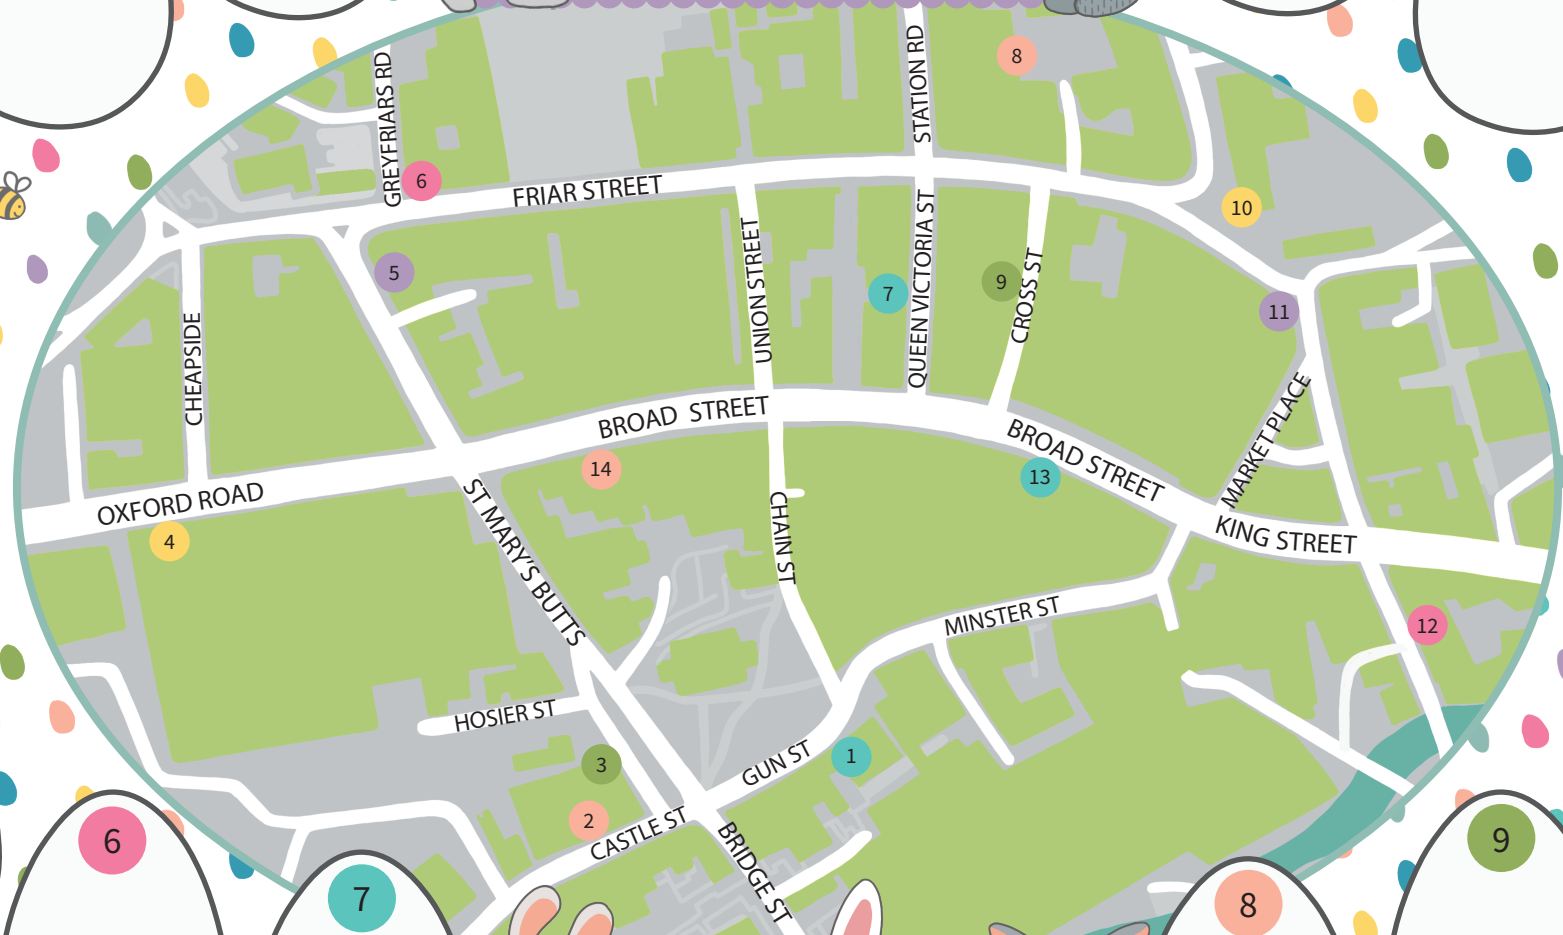 GREYFRIARS RD
STATION RD
8
6
FRIAR STREET
10
5
UNION STREET
7
QUEEN VICTORIA ST
9
CROSS ST
11
CHEAPSIDE
MARKET PLACE
BROAD STREET
BROAD STREET
14
13
OXFORD ROAD
4
ST MARY'S BUTTS
CHAIN ST
KING STREET
MINSTER ST
12
HOSIER ST
3
GUN ST
1
2
CASTLE ST
BRIDGE ST
6
7
8
9